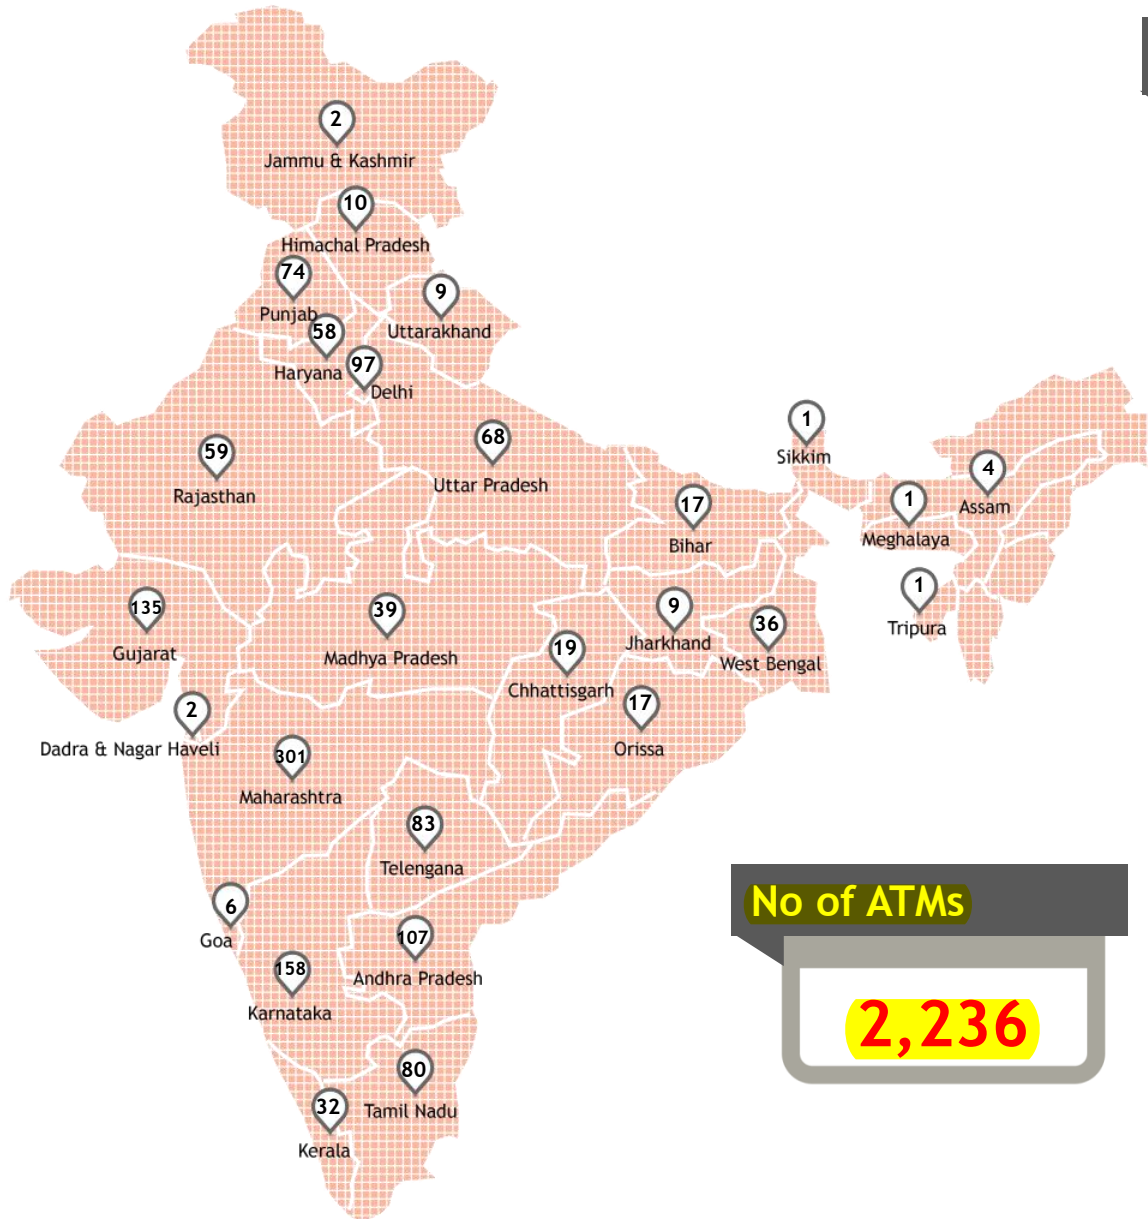 2
Jammu & Kashmir
10
Himachal Pradesh
74
Punjab
9
Uttarakhand
58
Haryana
97
Delhi
59
Rajasthan
68
Uttar Pradesh
1
Sikkim
4
Assam
17
Bihar
1
Meghalaya
135
Gujarat
39
Madhya Pradesh
9
Jharkhand
36
West Bengal
1
Tripura
19
Chhattisgarh
2
Dadra & Nagar Haveli
17
Orissa
301
Maharashtra
83
Telengana
6
Goa
107
Andhra Pradesh
158
Karnataka
80
Tamil Nadu
32
Kerala
No of ATMs
2,236